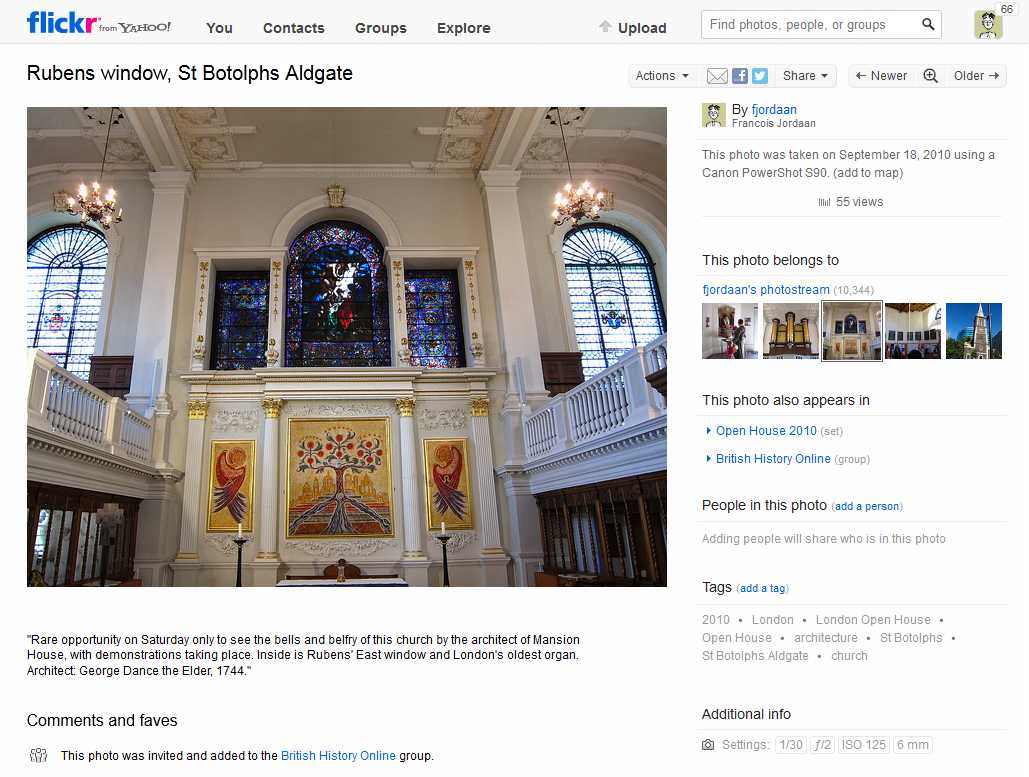 flickr from YAHOO!
You Contacts Groups Explore Upload Find photos, people, or groups 66
Rubens window, St Botolphs Aldgate
Actions Share ← Newer Older →
By fjordaan
Francois Jordaan
This photo was taken on September 18, 2010 using a
Canon PowerShot S90. (add to map)
55 views
This photo belongs to
fjordaan's photostream (10,344)
This photo also appears in
Open House 2010 (set)
British History Online (group)
People in this photo (add a person)
Adding people will share who is in this photo
Tags (add a tag)
2010 • London • London Open House •
Open House • architecture • St Botolphs •
St Botolphs Aldgate • church
Additional info
Settings: 1/30 ƒ/2 ISO 125 6 mm
"Rare opportunity on Saturday only to see the bells and belfry of this church by the architect of Mansion
House, with demonstrations taking place. Inside is Rubens' East window and London's oldest organ.
Architect: George Dance the Elder, 1744."
Comments and faves
This photo was invited and added to the British History Online group.